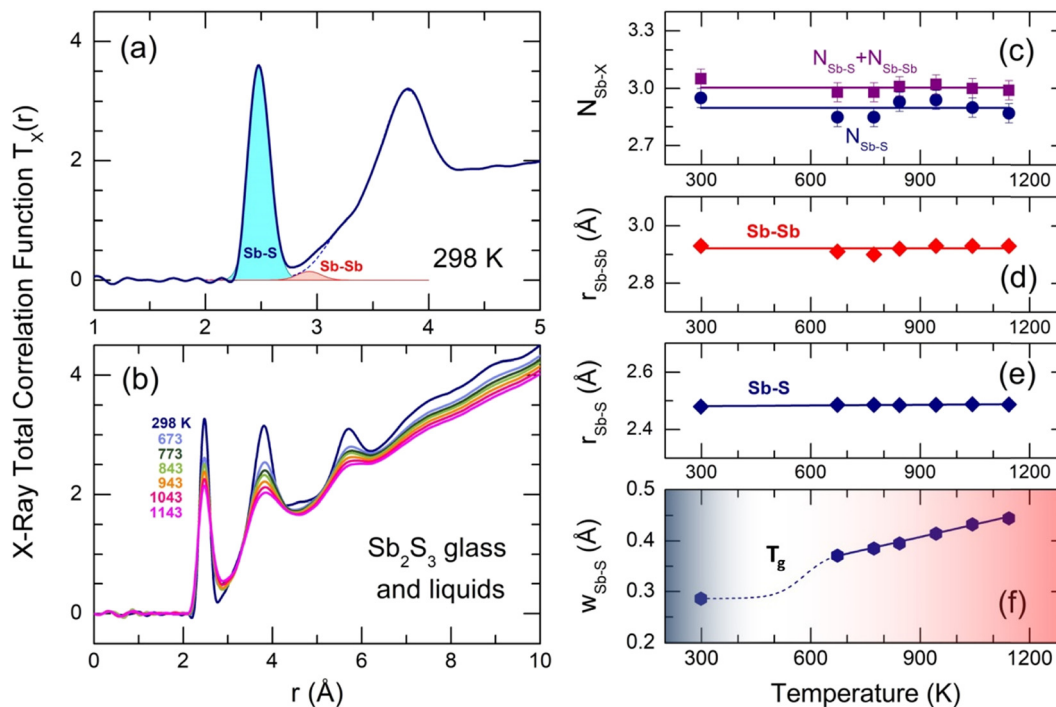 X-Ray Total Correlation Function T_X(r)
(a)
4
2
0
Sb-S
Sb-Sb
298 K
1 2 3 4 5
(b)
4
2
0
298 K
673
773
843
943
1043
1143
Sb₂S₃ glass
and liquids
0 2 4 6 8 10
r (Å)
N_Sb-X
3.3
3.0
2.7
(c)
N_Sb-S+N_Sb-Sb
N_Sb-S
300 600 900 1200
r_Sb-Sb (Å)
3.0
2.8
Sb-Sb
(d)
300 600 900 1200
r_Sb-S (Å)
2.6
2.4
Sb-S
(e)
300 600 900 1200
w_Sb-S (Å)
0.5
0.4
0.3
0.2
T_g
(f)
300 600 900 1200
Temperature (K)